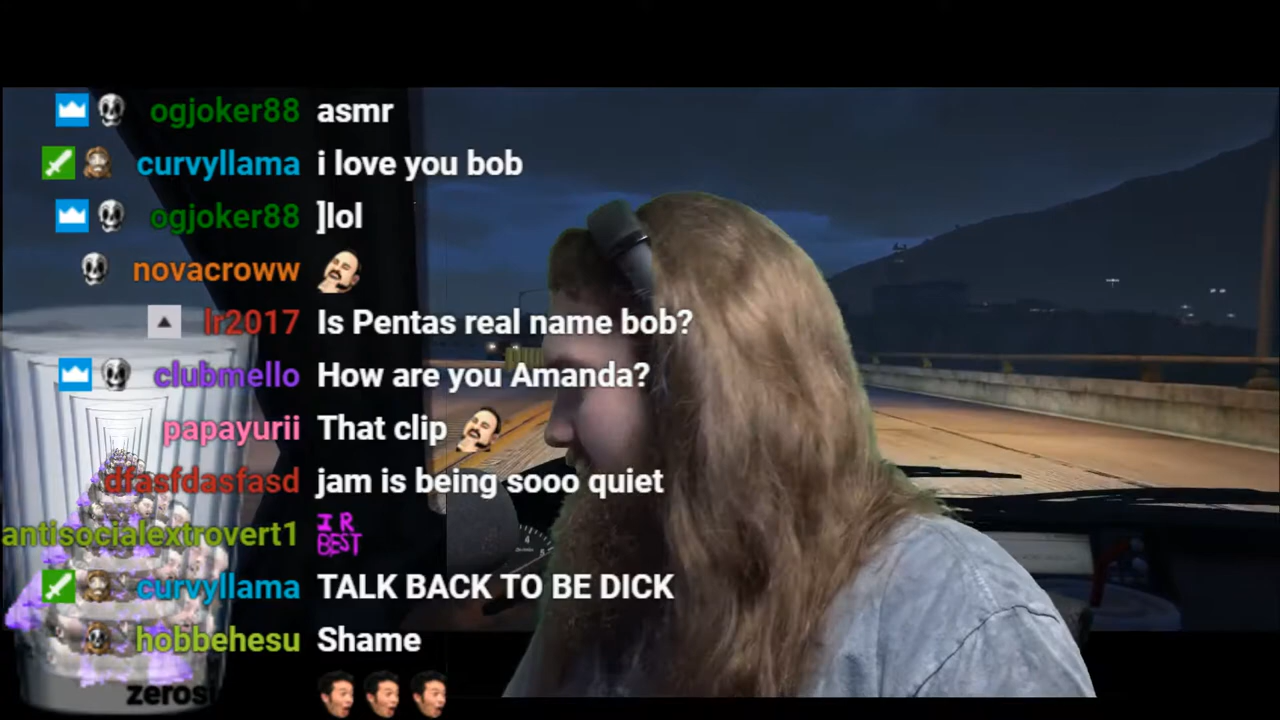 ogjoker88 asmr
curvyllama i love you bob
ogjoker88 ]lol
novacroww
lr2017 Is Pentas real name bob?
clubmello How are you Amanda?
papayurii That clip
dfasfdasfasd jam is being sooo quiet
antisocialextrovert1 I R
BEST
curvyllama TALK BACK TO BE DICK
hobbehesu Shame